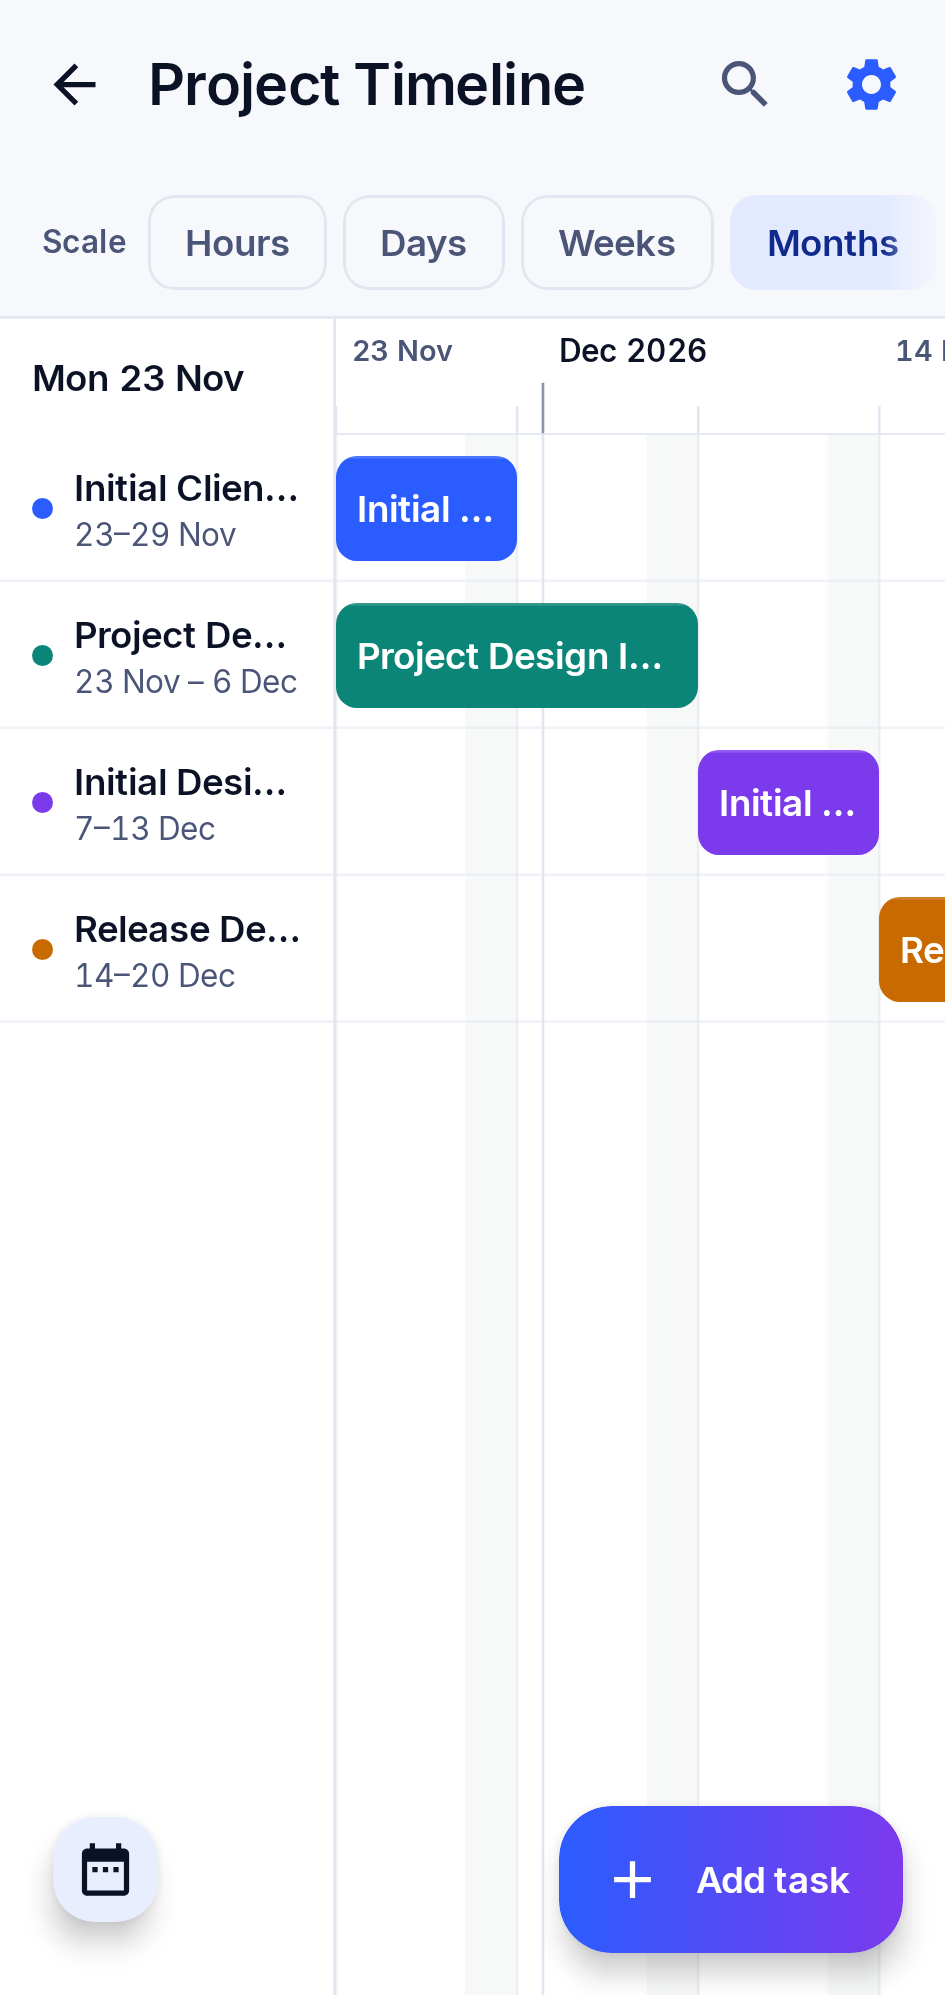 Project Timeline
Scale
Hours
Days
Weeks
Months
Mon 23 Nov
23 Nov
Dec 2026
14
Initial Clien...
23–29 Nov
Initial ...
Project De...
23 Nov – 6 Dec
Project Design I...
Initial Desi...
7–13 Dec
Initial ...
Release De...
14–20 Dec
Re
Add task